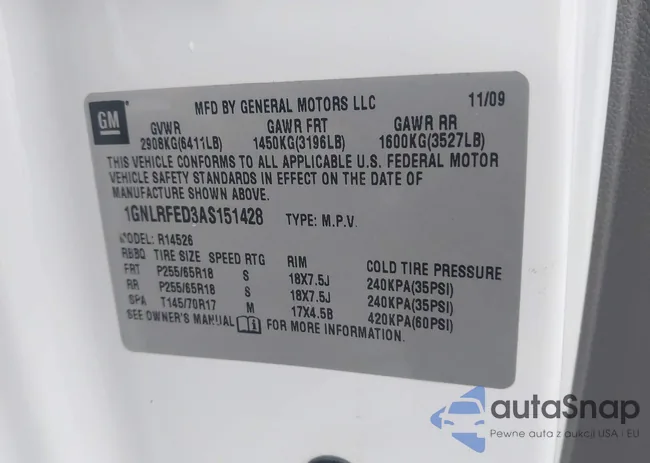 GM
MFD BY GENERAL MOTORS LLC 11/09
GVWR GAWR FRT GAWR RR
2908KG(6411LB) 1450KG(3196LB) 1600KG(3527LB)
THIS VEHICLE CONFORMS TO ALL APPLICABLE U.S. FEDERAL MOTOR
VEHICLE SAFETY STANDARDS IN EFFECT ON THE DATE OF
MANUFACTURE SHOWN ABOVE.
1GNLRFED3AS151428 TYPE: M.P.V.
MODEL: R14526
RBBQ TIRE SIZE SPEED RTG RIM COLD TIRE PRESSURE
FRT P255/65R18 S 18X7.5J 240KPA(35PSI)
RR P255/65R18 S 18X7.5J 240KPA(35PSI)
SPA T145/70R17 M 17X4.5B 420KPA(60PSI)
SEE OWNER'S MANUAL FOR MORE INFORMATION.
autoSnap
Pewne auta z aukcji USA i EU